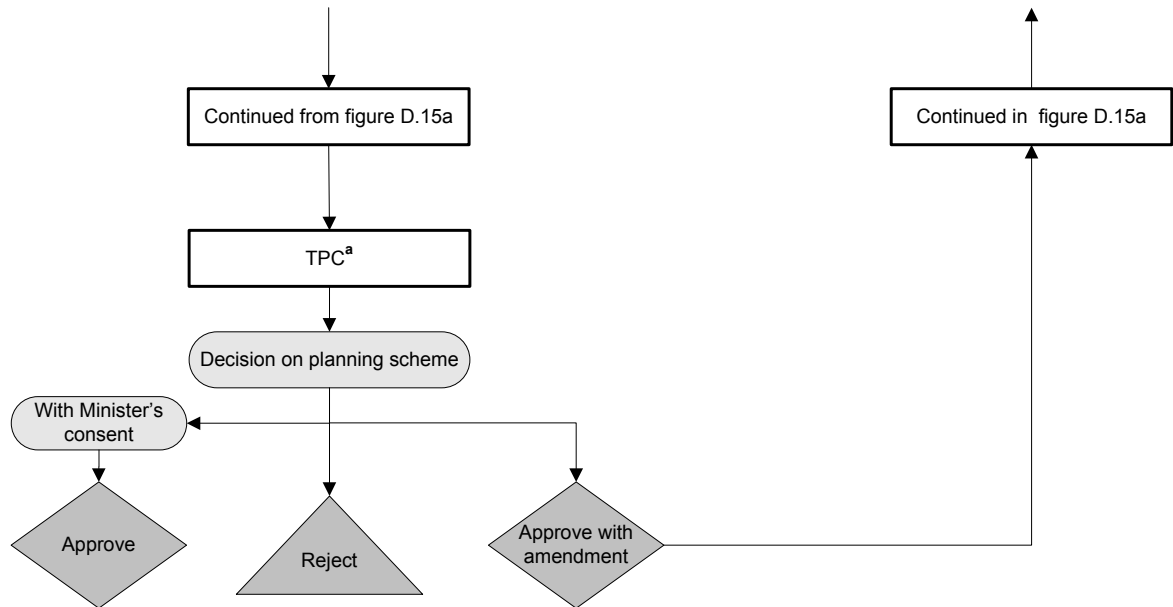 Continued from figure D.15a
Continued in figure D.15a
TPCa
Decision on planning scheme
With Minister’s
consent
Approve
Reject
Approve with
amendment